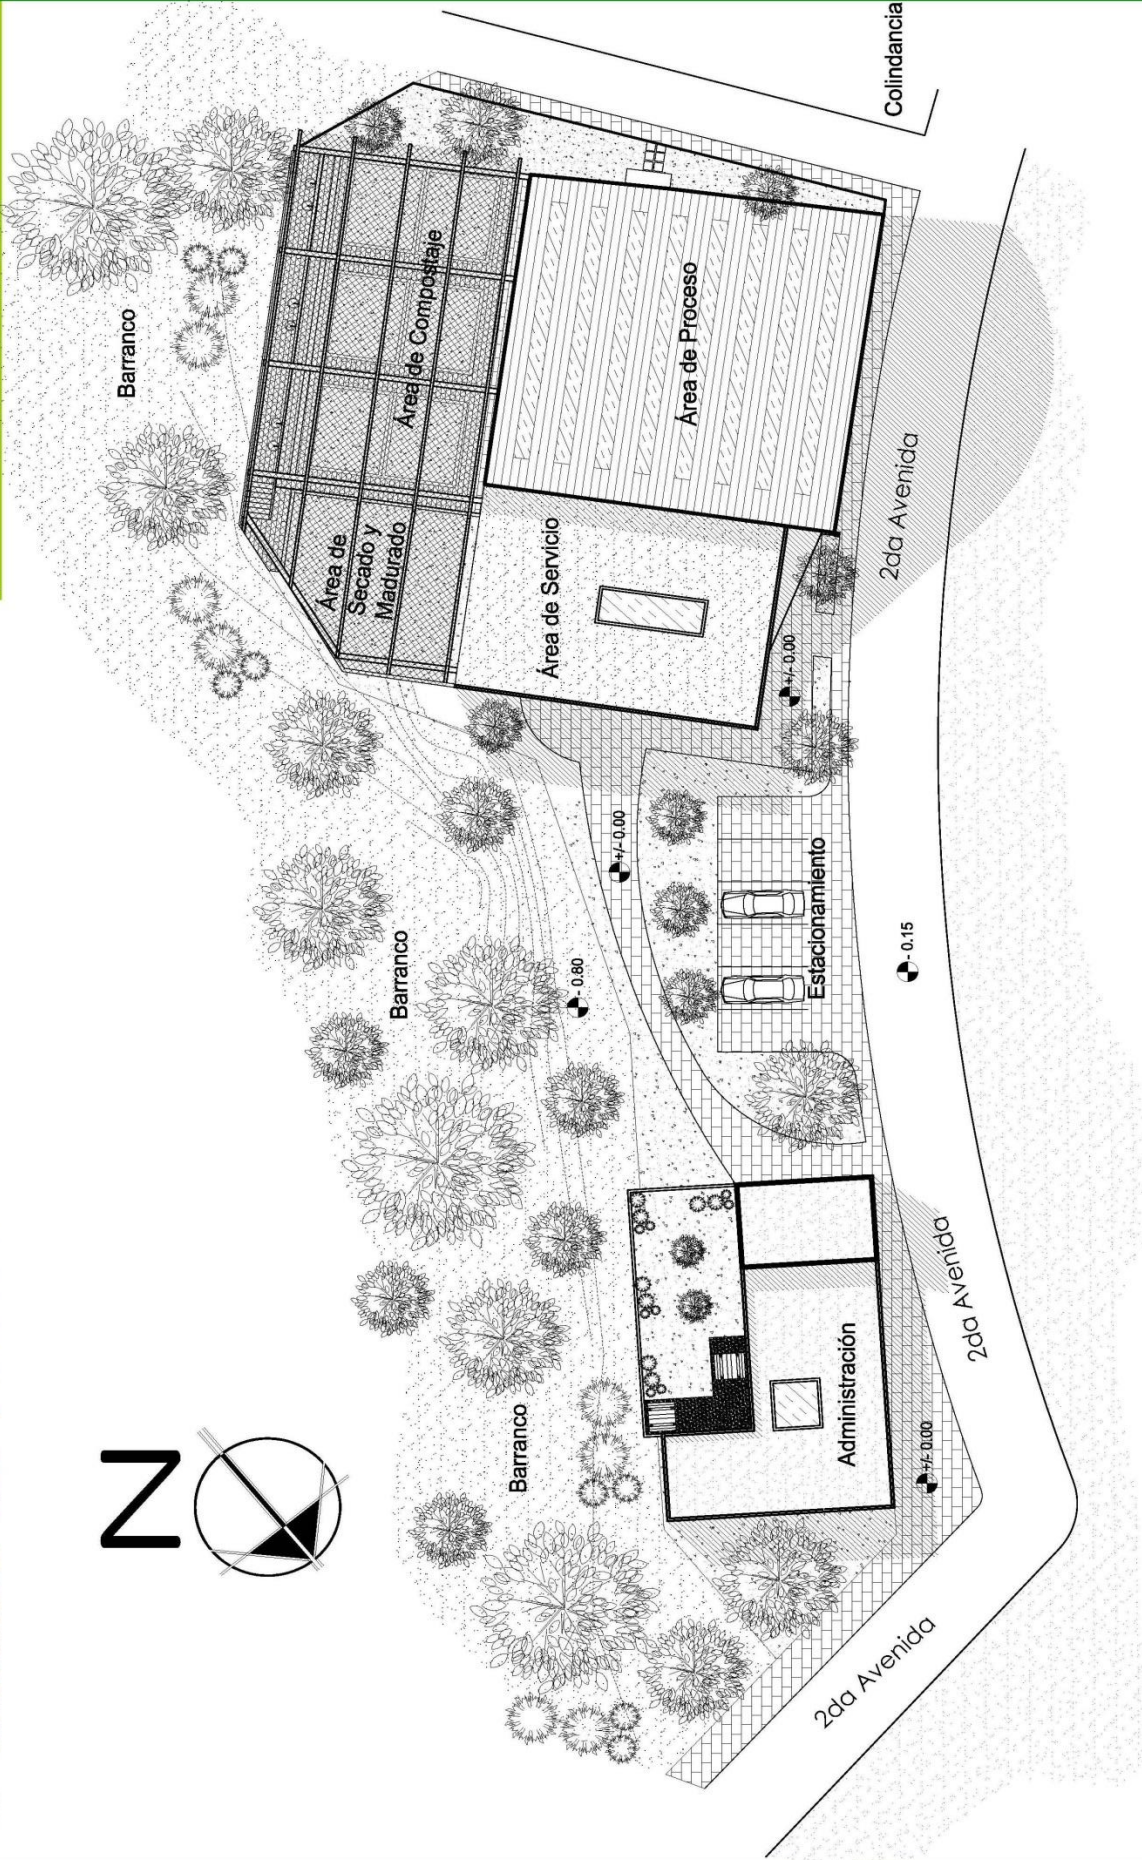 Colindancia
Barranco
Área de Compostaje
Área de Proceso
2da Avenida
Área de
Secado y
Madurado
Área de Servicio
+/- 0.00
+/- 0.00
Estacionamiento
Barranco
- 0.80
- 0.15
2da Avenida
Administración
Barranco
+/- 0.00
N
2da Avenida